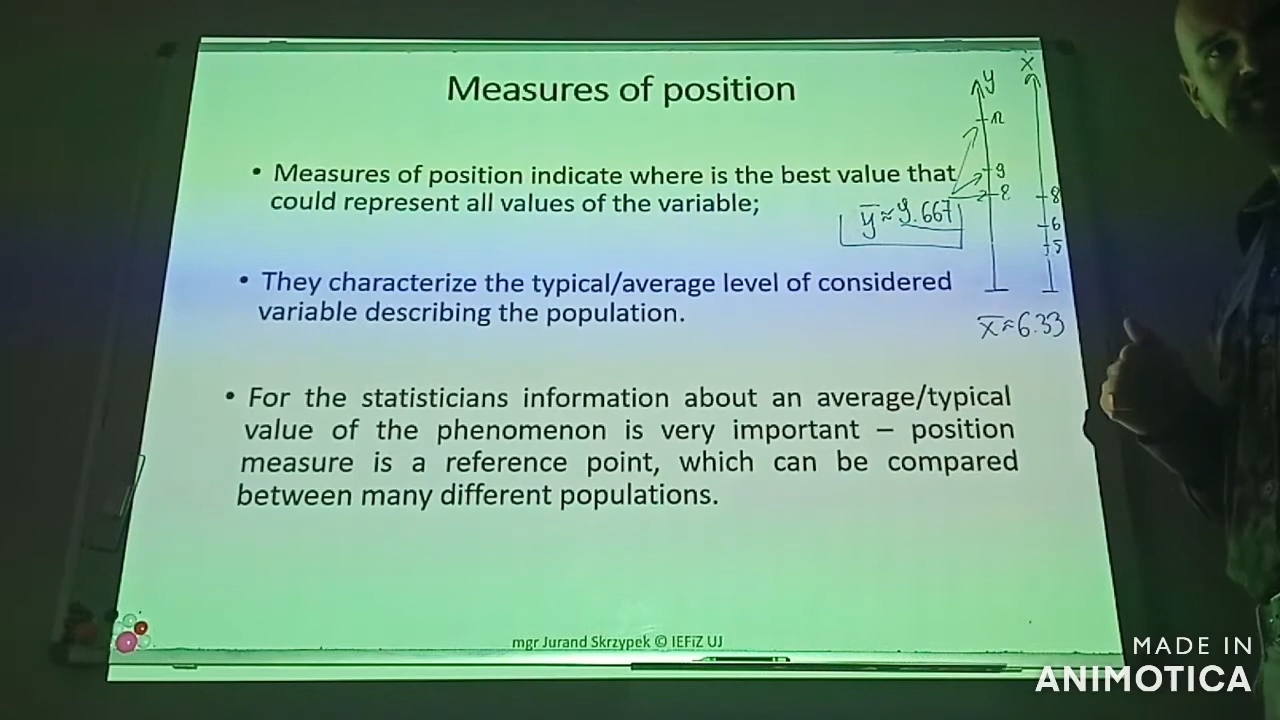 Measures of position
• Measures of position indicate where is the best value that
could represent all values of the variable;
• They characterize the typical/average level of considered
variable describing the population.
• For the statisticians information about an average/typical
value of the phenomenon is very important – position
measure is a reference point, which can be compared
between many different populations.
mgr Jurand Skrzypek © IEFiZ UJ
y
12
9
8
y̅ ≈ 9.667
x
8
6
5
x̅ ≈ 6.33
MADE IN
ANIMOTICA